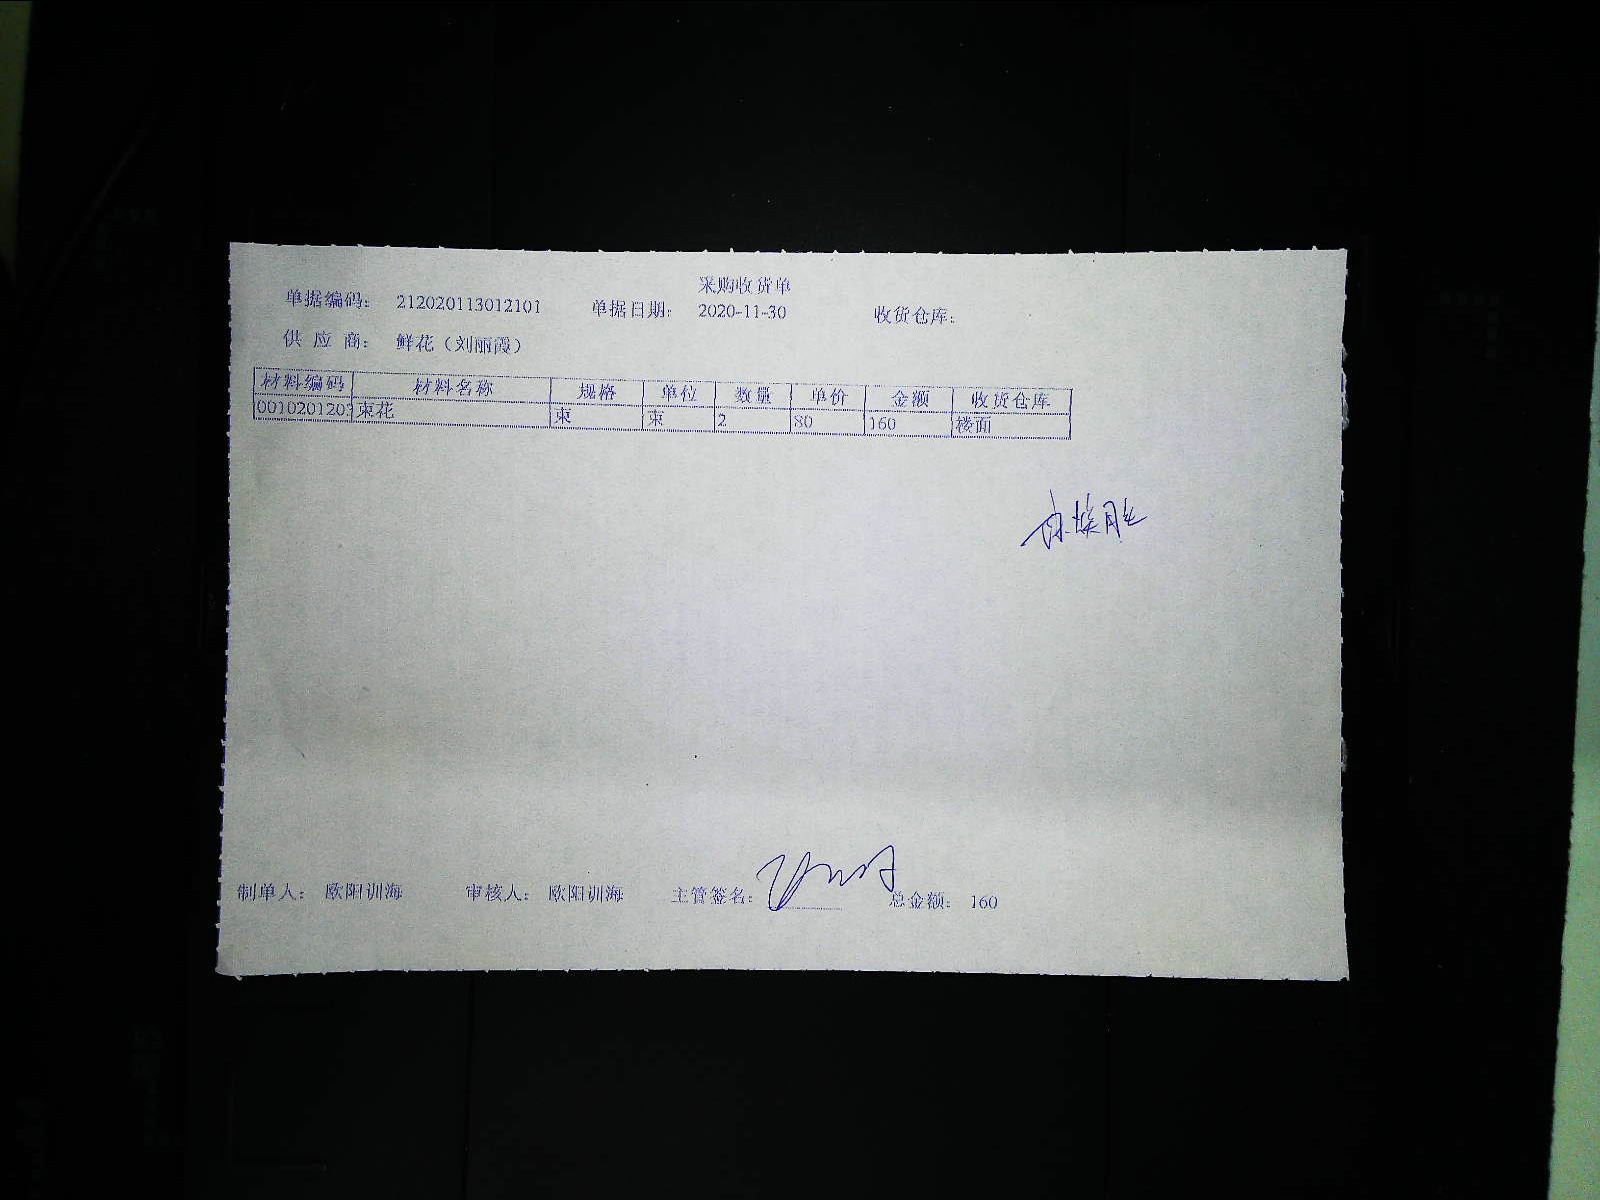 采购收货单
单据编码： 212020113012101 单据日期： 2020-11-30 收货仓库：
供 应 商： 鲜花（刘丽霞）
材料编码 材料名称 规格 单位 数量 单价 金额 收货仓库
0010201203 束花 束 束 2 80 160 楼面
制单人： 欧阳训海 审核人： 欧阳训海 主管签名： 总金额： 160